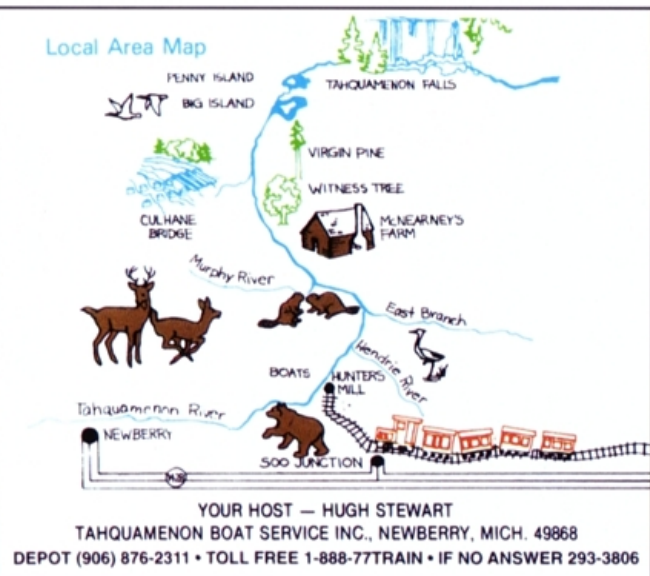 Local Area Map
PENNY ISLAND
BIG ISLAND
TAHQUAMENON FALLS
VIRGIN PINE
WITNESS TREE
CULHANE
BRIDGE
McNEARNEY'S
FARM
Murphy River
East Branch
Hendrie River
BOATS
HUNTERS
MILL
Tahquamenon River
NEWBERRY
SOO JUNCTION
YOUR HOST — HUGH STEWART
TAHQUAMENON BOAT SERVICE INC., NEWBERRY, MICH. 49868
DEPOT (906) 876-2311 • TOLL FREE 1-888-77TRAIN • IF NO ANSWER 293-3806